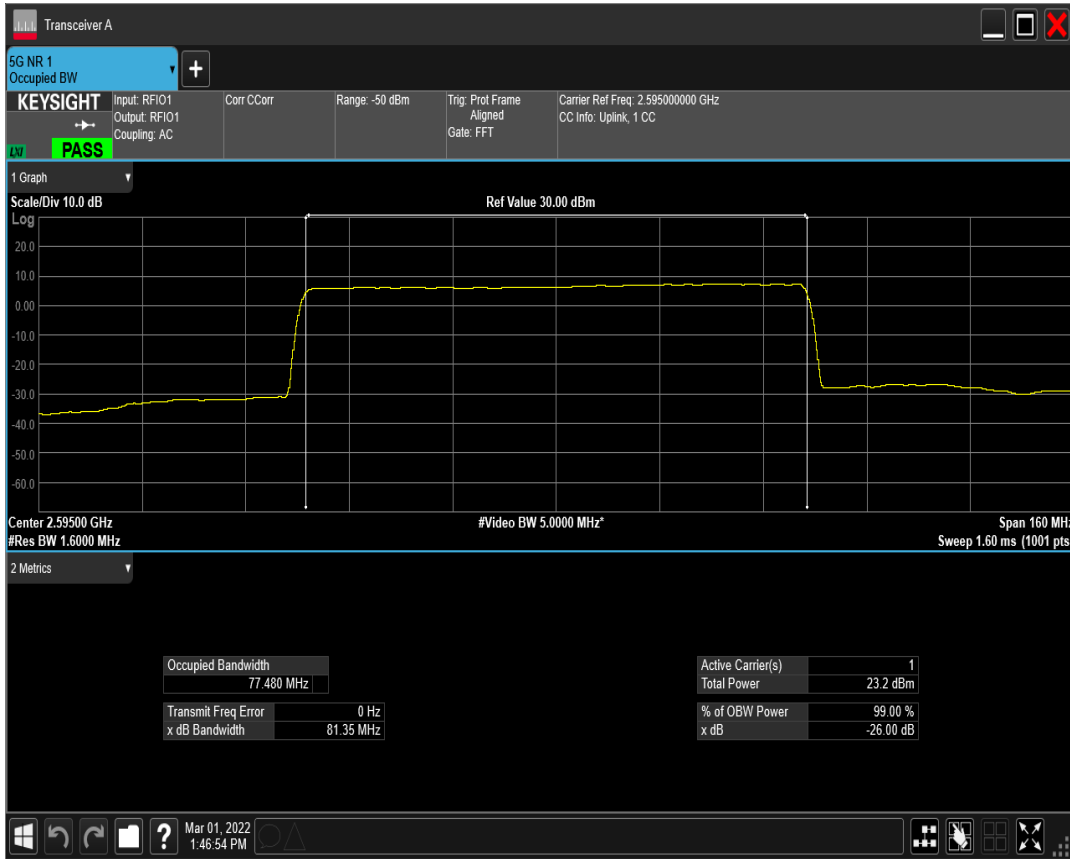 Transceiver A
5G NR 1
Occupied BW
+
KEYSIGHT
LXI
PASS
Input: RFIO1
Output: RFIO1
Coupling: AC
Corr CCorr
Range: -50 dBm
Trig: Prot Frame
Aligned
Gate: FFT
Carrier Ref Freq: 2.595000000 GHz
CC Info: Uplink, 1 CC
1 Graph
Scale/Div 10.0 dB
Ref Value 30.00 dBm
Log
20.0
10.0
0.00
-10.0
-20.0
-30.0
-40.0
-50.0
-60.0
Center 2.59500 GHz
#Video BW 5.0000 MHz*
Span 160 MHz
#Res BW 1.6000 MHz
Sweep 1.60 ms (1001 pts
2 Metrics
Occupied Bandwidth
77.480 MHz
Transmit Freq Error 0 Hz
x dB Bandwidth 81.35 MHz
Active Carrier(s) 1
Total Power 23.2 dBm
% of OBW Power 99.00 %
x dB -26.00 dB
?
Mar 01, 2022
1:46:54 PM